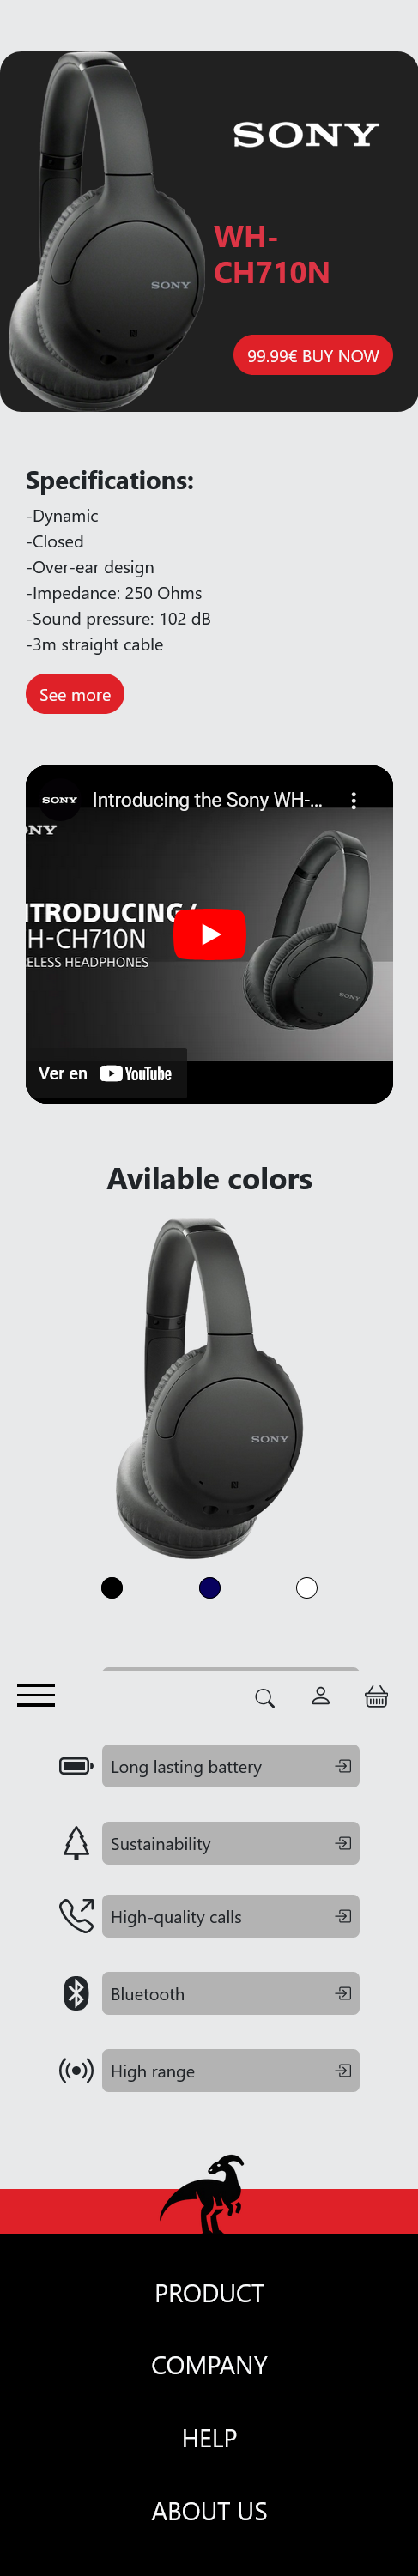 SONY
WH-
CH710N
SONY
99.99€ BUY NOW
Specifications:
-Dynamic
-Closed
-Over-ear design
-Impedance: 250 Ohms
-Sound pressure: 102 dB
-3m straight cable
See more
SONY
Introducing the Sony WH-...
NY
TRODUCING/
H-CH710N
ELESS HEADPHONES
SONY
Ver en YouTube
Avilable colors
SONY
Long lasting battery
Sustainability
High-quality calls
Bluetooth
High range
PRODUCT
COMPANY
HELP
ABOUT US